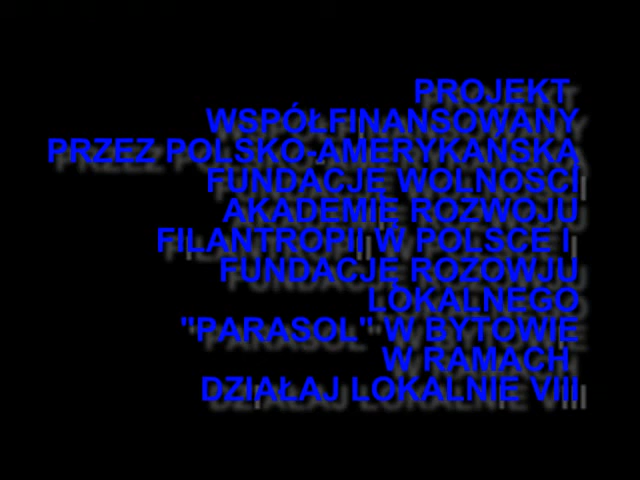 PROJEKT
WSPÓŁFINANSOWANY
PRZEZ POLSKO-AMERYKAŃSKĄ
FUNDACJĘ WOLNOŚCI
AKADEMIĘ ROZWOJU
FILANTROPII W POLSCE I
FUNDACJĘ ROZOWJU
LOKALNEGO
"PARASOL" W BYTOWIE
W RAMACH
DZIAŁAJ LOKALNIE VIII